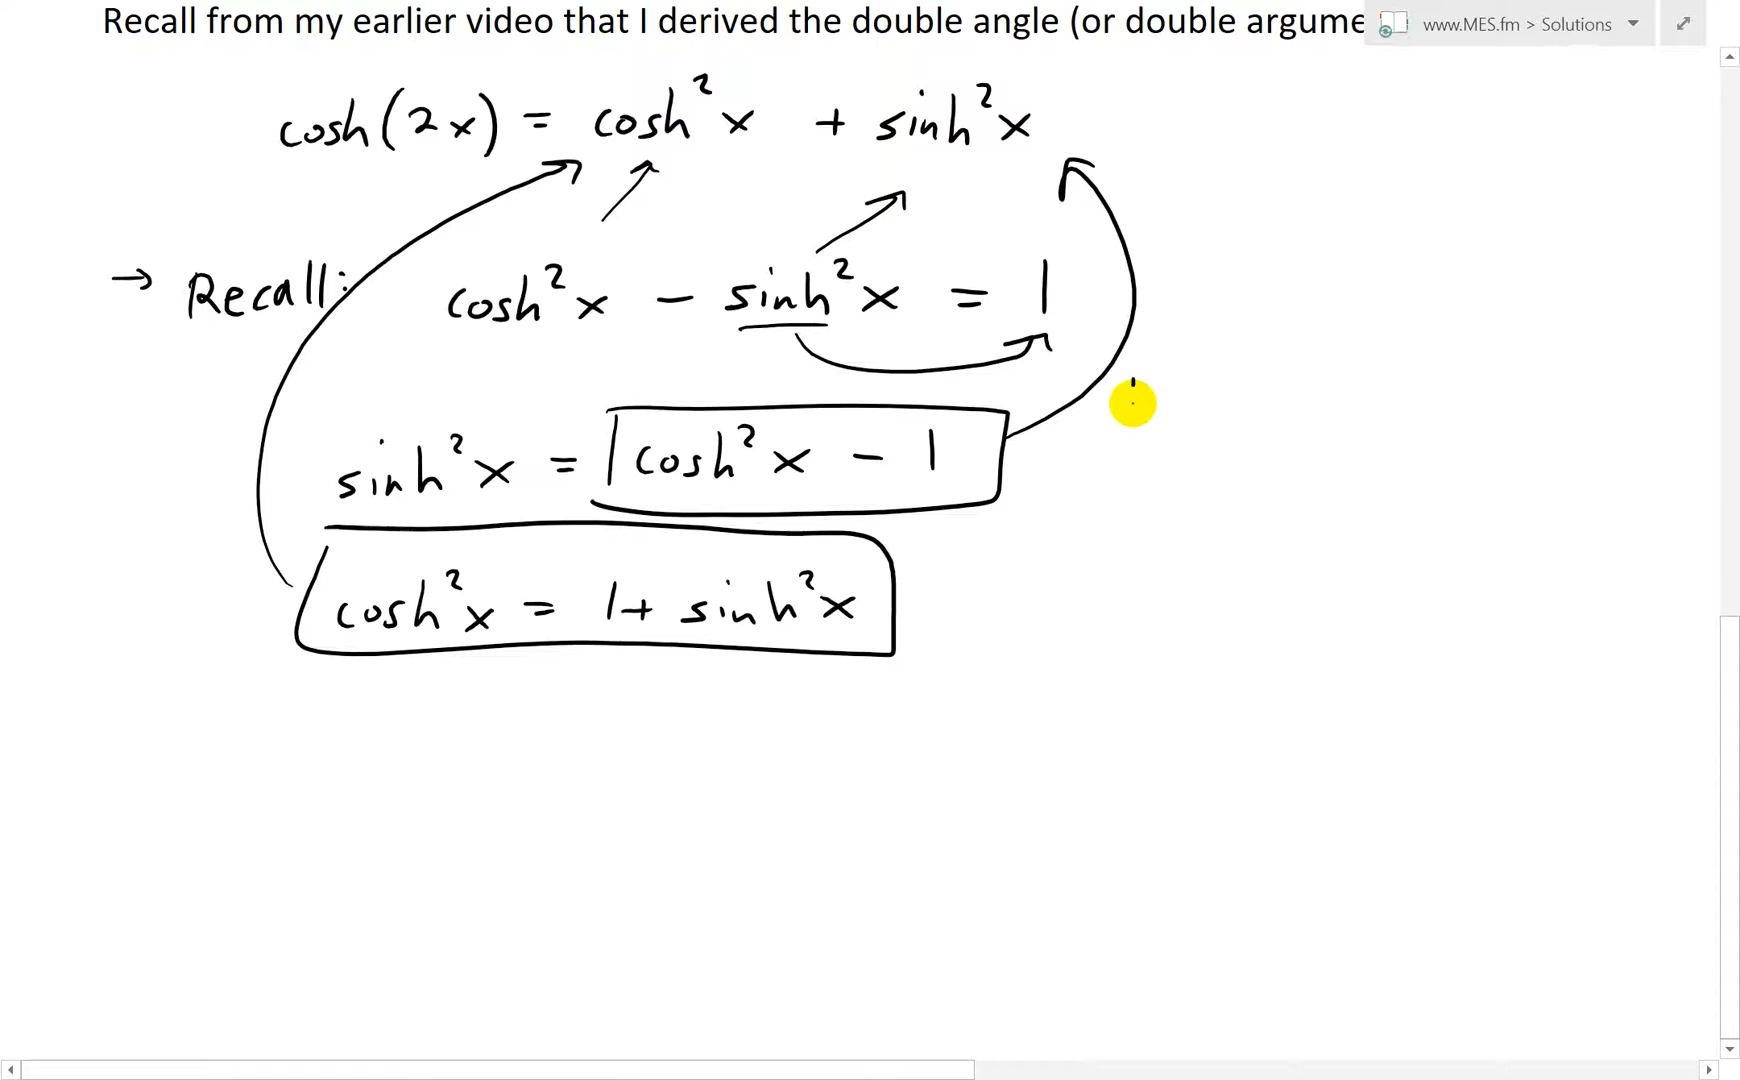 Recall from my earlier video that I derived the double angle (or double argume
www.MES.fm > Solutions
cosh(2x) = cosh²x + sinh²x
→ Recall: cosh²x − sinh²x = 1
sinh²x = cosh²x − 1
cosh²x = 1 + sinh²x